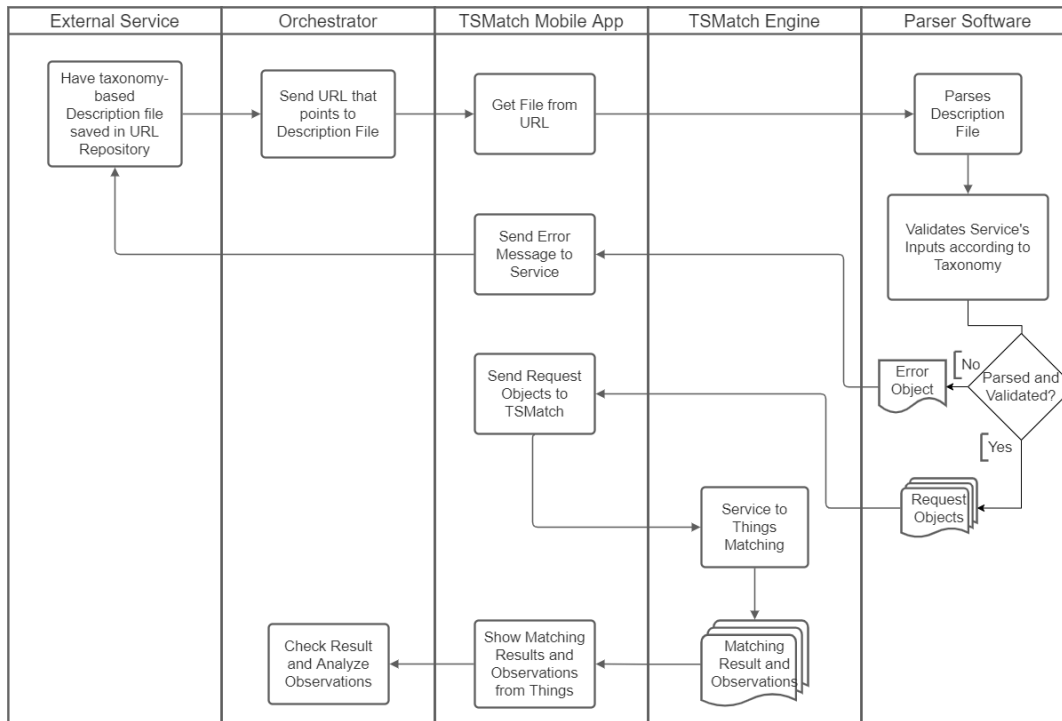 External Service
Orchestrator
TSMatch Mobile App
TSMatch Engine
Parser Software
Have taxonomy-
based
Description file
saved in URL
Repository
Send URL that
points to
Description File
Get File from
URL
Parses
Description
File
Validates Service's
Inputs according to
Taxonomy
Send Error
Message to
Service
Parsed and
Validated?
No
Error
Object
Yes
Request
Objects
Send Request
Objects to
TSMatch
Service to
Things
Matching
Matching
Result and
Observations
Show Matching
Results and
Observations
from Things
Check Result
and Analyze
Observations